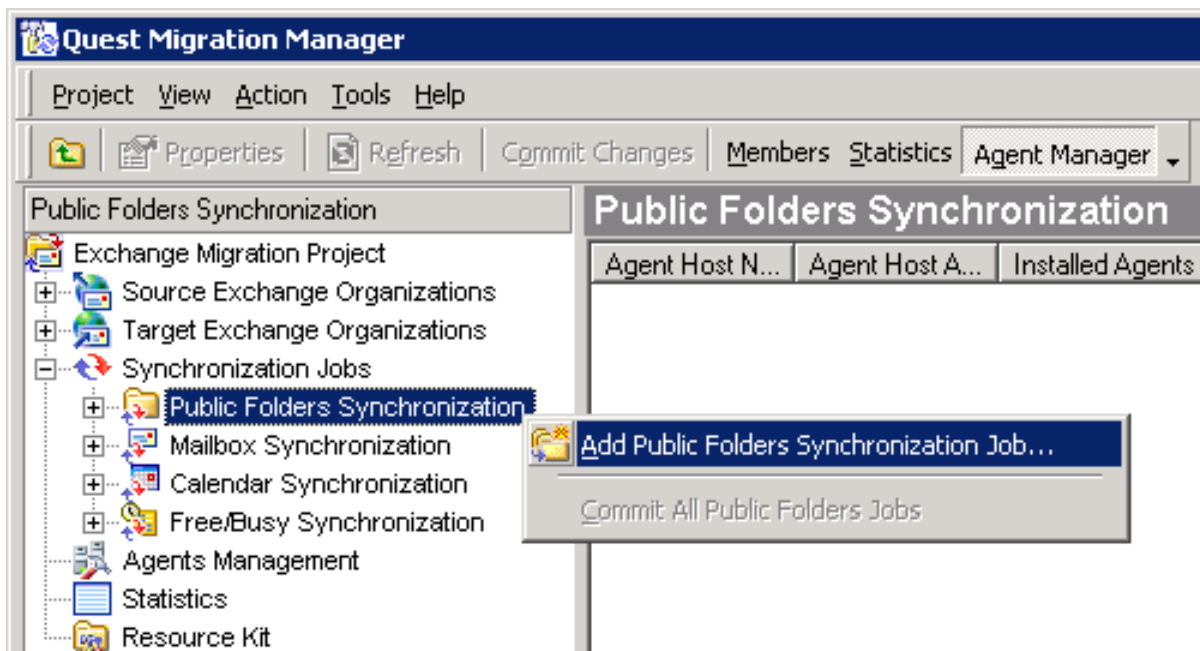 Quest Migration Manager
Project View Action Tools Help
Properties Refresh Commit Changes Members Statistics Agent Manager
Public Folders Synchronization
Public Folders Synchronization
Agent Host N... Agent Host A... Installed Agents
Exchange Migration Project
Source Exchange Organizations
Target Exchange Organizations
Synchronization Jobs
Public Folders Synchronization
Mailbox Synchronization
Calendar Synchronization
Free/Busy Synchronization
Agents Management
Statistics
Resource Kit
Add Public Folders Synchronization Job...
Commit All Public Folders Jobs